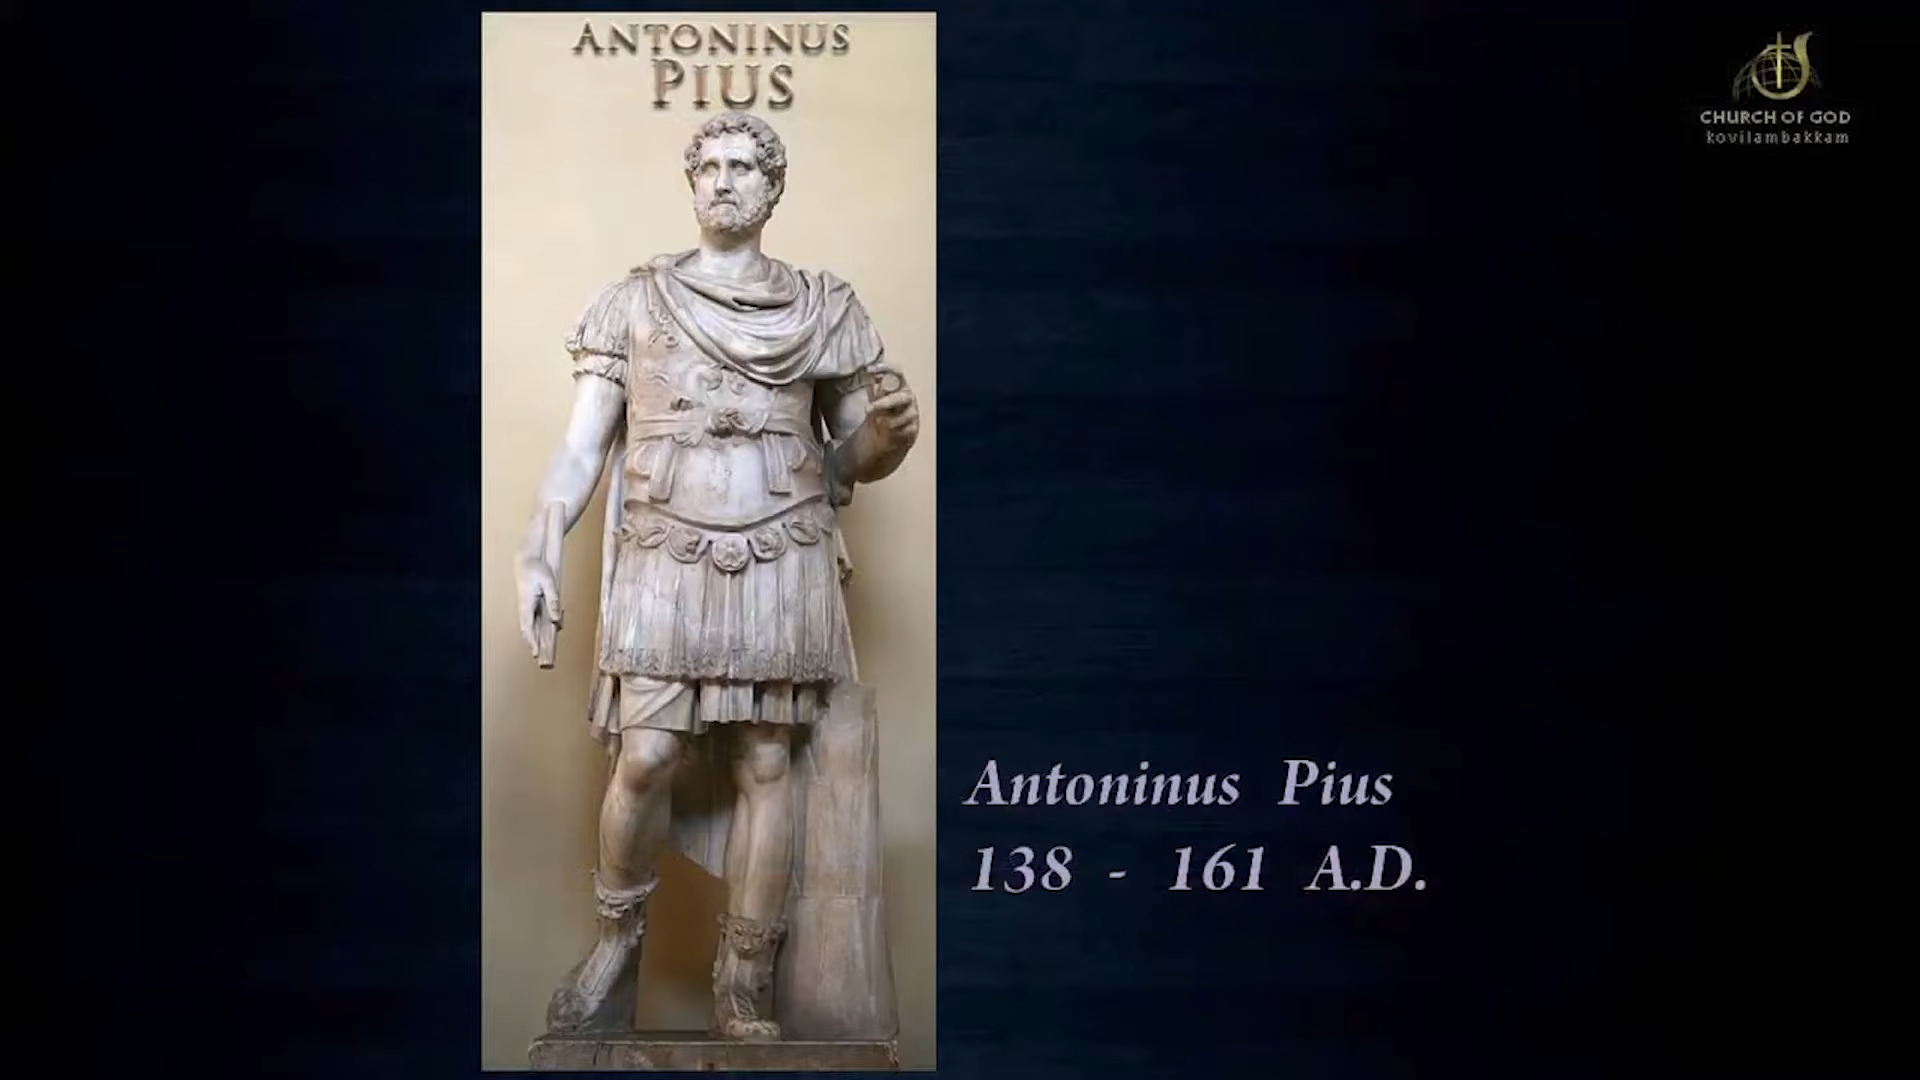 ANTONINUS
PIUS
CHURCH OF GOD
kovilambakkam
Antoninus Pius
138 - 161 A.D.